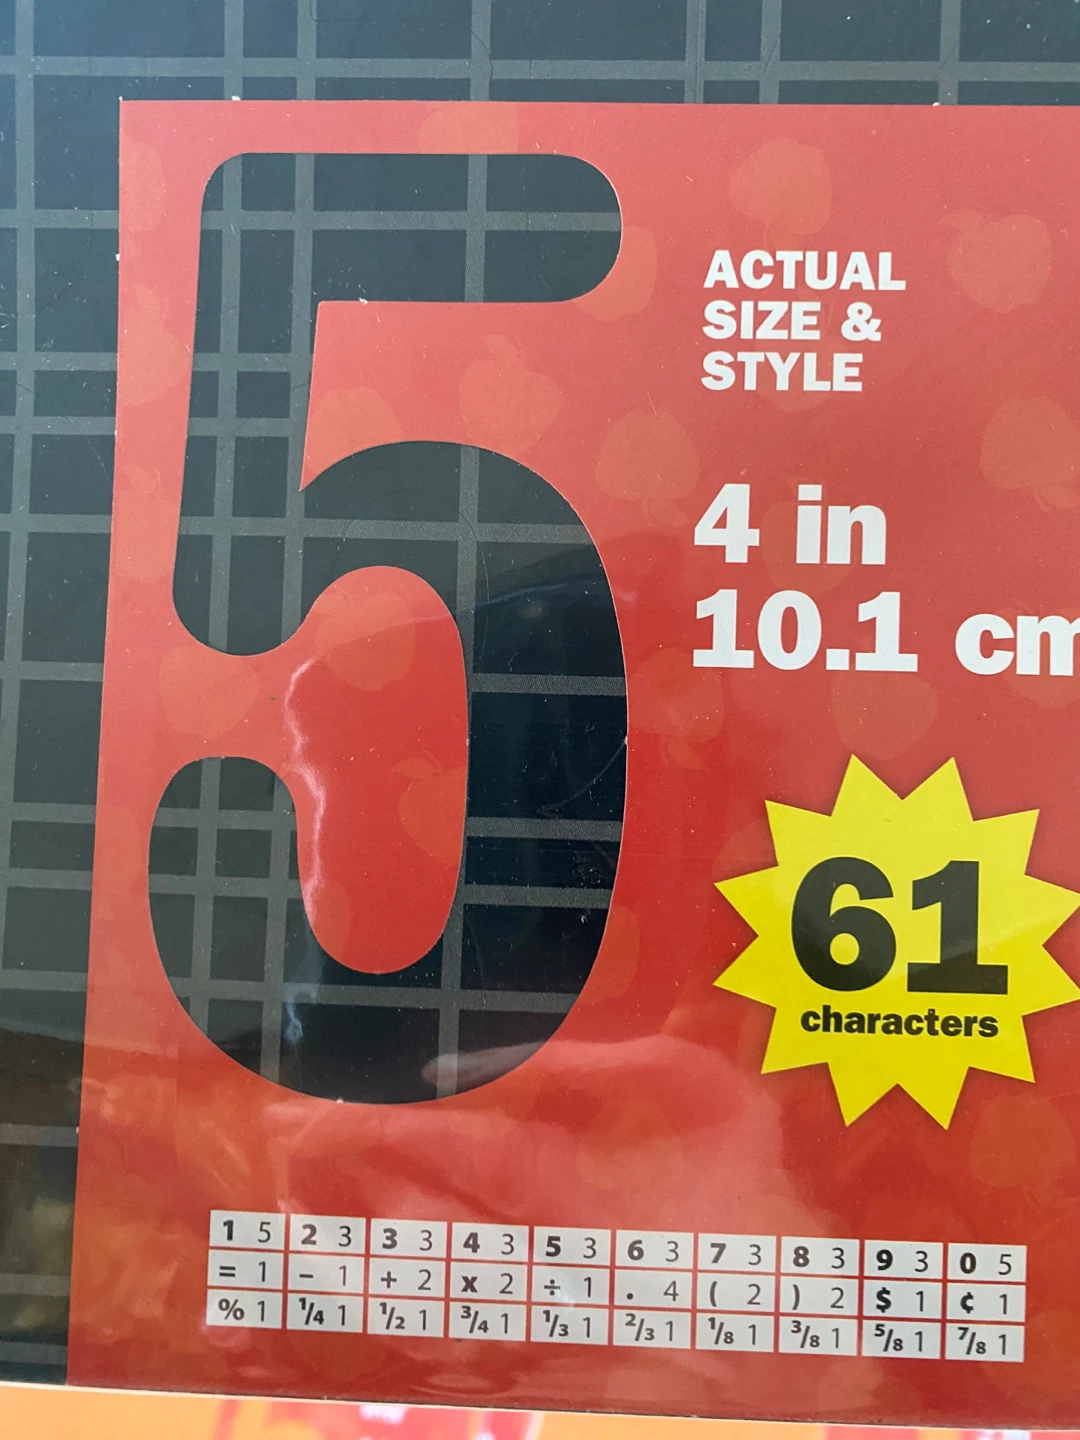 5
ACTUAL
SIZE &
STYLE
4 in
10.1 cm
61
characters
1 5 2 3 3 3 4 3 5 3 6 3 7 3 8 3 9 3 0 5
= 1 − 1 + 2 x 2 ÷ 1 . 4 ( 2 ) 2 $ 1 ¢ 1
% 1 1/4 1 1/2 1 3/4 1 1/3 1 2/3 1 1/8 1 3/8 1 5/8 1 7/8 1